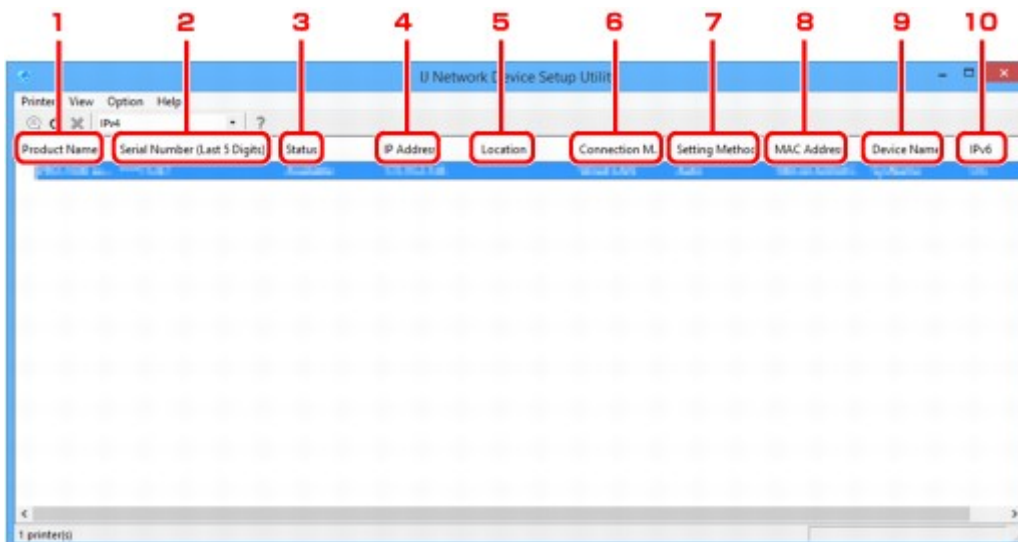 1 2 3 4 5 6 7 8 9 10
IJ Network Device Setup Utility
Printer View Option Help
IPv4 ?
Product Name Serial Number (Last 5 Digits) Status IP Address Location Connection M. Setting Method MAC Address Device Name IPv6
Available
1 printer(s)